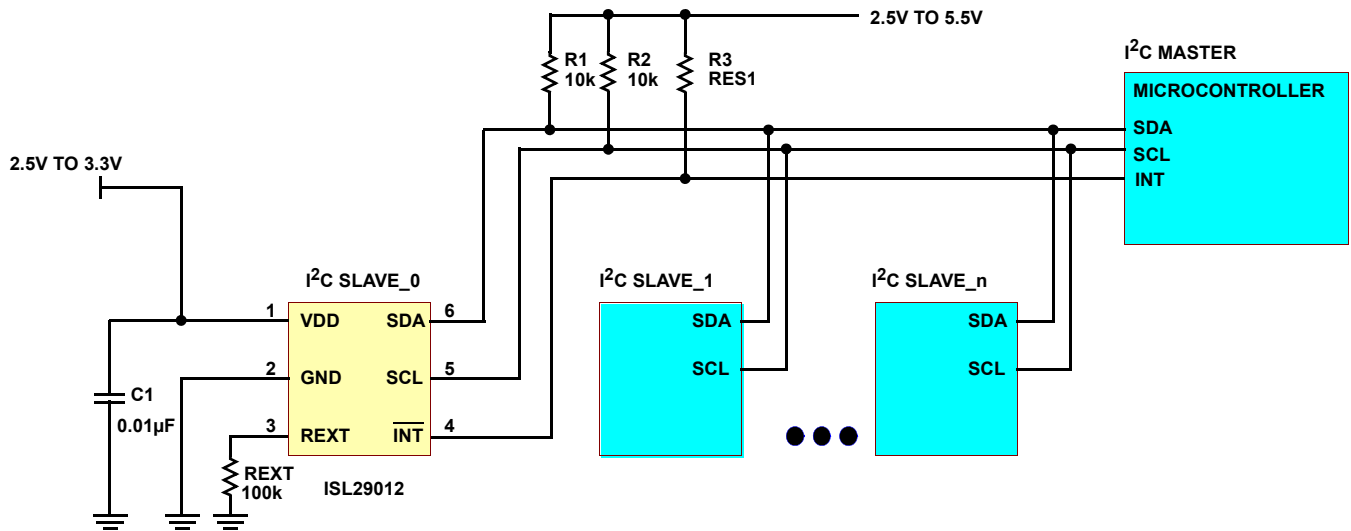 2.5V TO 5.5V
R1
10k
R2
10k
R3
RES1
I²C MASTER
MICROCONTROLLER
SDA
SCL
INT
2.5V TO 3.3V
I²C SLAVE_0
I²C SLAVE_1
I²C SLAVE_n
1
VDD
SDA
6
2
GND
SCL
5
3
REXT
INT
4
C1
0.01µF
REXT
100k
ISL29012
SDA
SCL
SDA
SCL